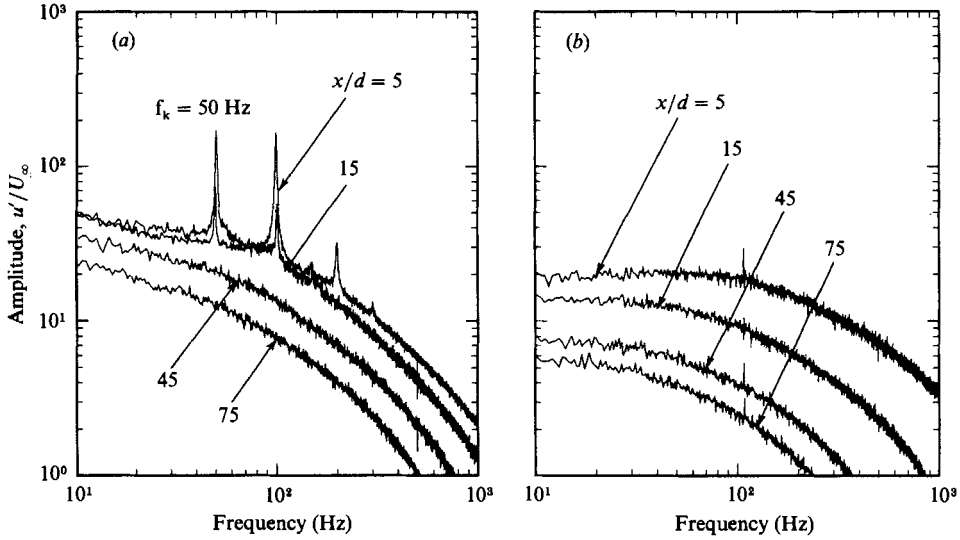 (a)
f_k = 50 Hz
x/d = 5
15
45
75
10³
10²
10¹
10⁰
Amplitude, u′/U∞
10¹
10²
10³
Frequency (Hz)
(b)
x/d = 5
15
45
75
10¹
10²
10³
Frequency (Hz)